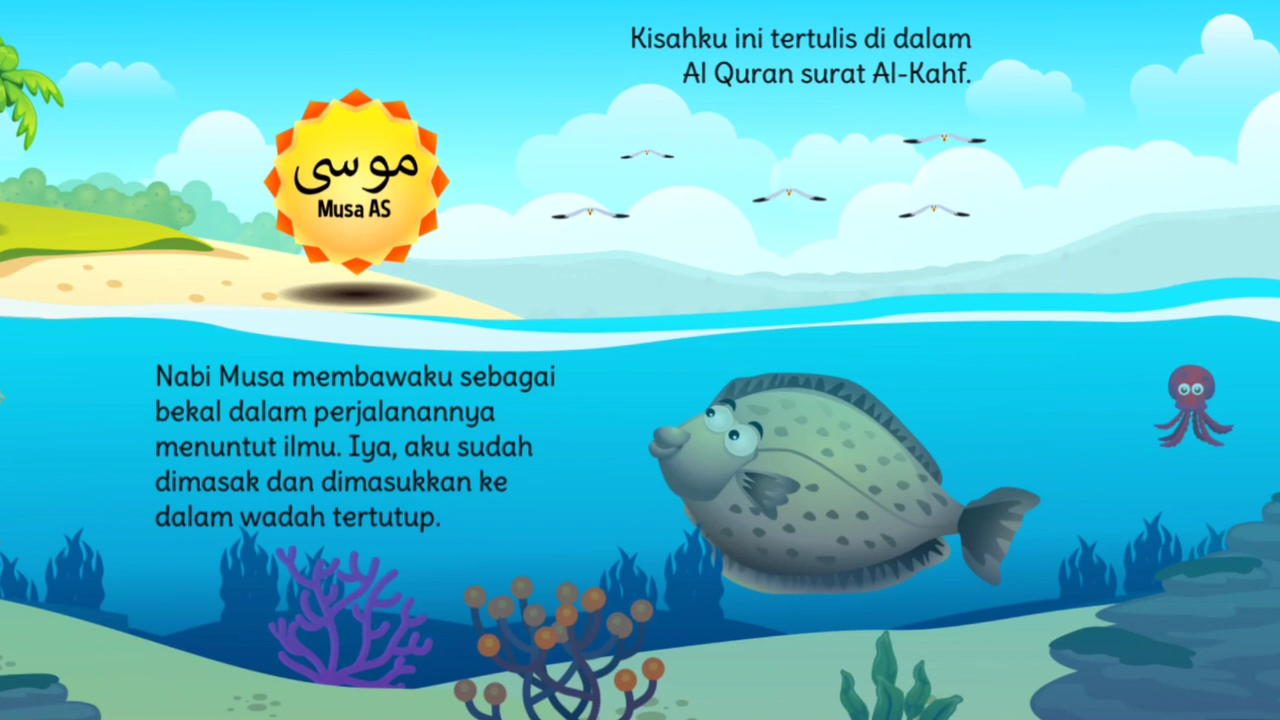 Kisahku ini tertulis di dalam
Al Quran surat Al-Kahf.
موسى
Musa AS
Nabi Musa membawaku sebagai
bekal dalam perjalanannya
menuntut ilmu. Iya, aku sudah
dimasak dan dimasukkan ke
dalam wadah tertutup.